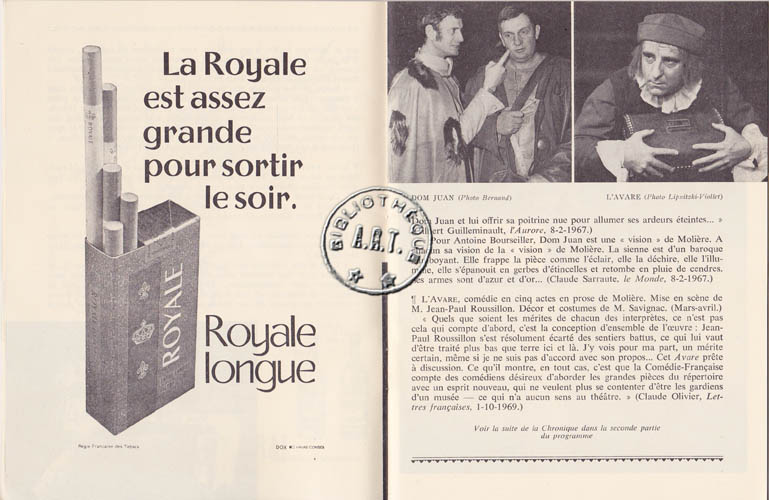 La Royale
est assez
grande
pour sortir
le soir.
ROYALE
ROYALE
Royale
longue
Régie Française des Tabacs
BIBLIOTHÈQUE
A.R.T.
DOM JUAN (Photo Bernand)
L'AVARE (Photo Lipnitzki-Viollet)
Dom Juan et lui offrir sa poitrine nue pour allumer ses ardeurs éteintes... »
Guilleminault, l'Aurore, 8-2-1967.)
Pour Antoine Bourseiller, Dom Juan est une « vision » de Molière. A
sa vision de la « vision » de Molière. La sienne est d'un baroque
Elle frappe la pièce comme l'éclair, elle la déchire, elle l'illu-
elle s'épanouit en gerbes d'étincelles et retombe en pluie de cendres.
armes sont d'azur et d'or... (Claude Sarraute, le Monde, 8-2-1967.)
¶ L'AVARE, comédie en cinq actes en prose de Molière. Mise en scène de
M. Jean-Paul Roussillon. Décor et costumes de M. Savignac. (Mars-avril.)
« Quels que soient les mérites de chacun des interprètes, ce n'est pas
cela qui compte d'abord, c'est la conception d'ensemble de l'œuvre : Jean-
Paul Roussillon s'est résolument écarté des sentiers battus, ce qui lui vaut
d'être traité plus bas que terre ici et là. J'y vois pour ma part, un mérite
certain, même si je ne suis pas d'accord avec son propos... Cet Avare prête
à discussion. Ce qu'il montre, en tout cas, c'est que la Comédie-Française
compte des comédiens désireux d'aborder les grandes pièces du répertoire
avec un esprit nouveau, qui ne veulent plus se contenter d'être les gardiens
d'un musée — ce qui n'a aucun sens au théâtre. » (Claude Olivier, Let-
tres françaises, 1-10-1969.)
Voir la suite de la Chronique dans la seconde partie
du programme